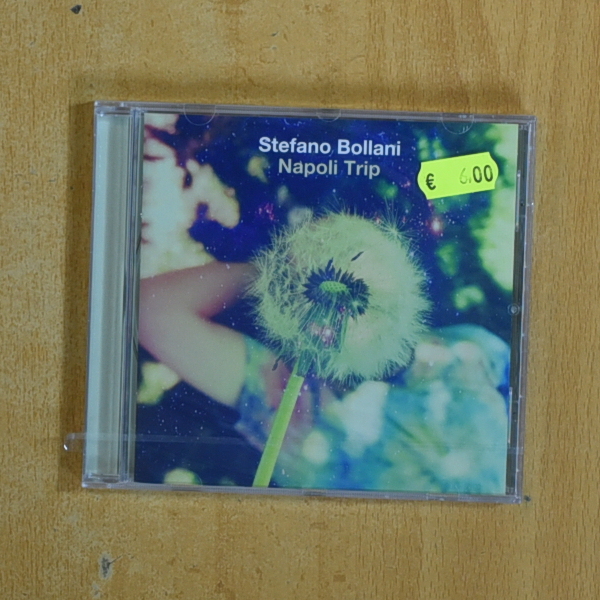 Stefano Bollani
Napoli Trip
€ 6.00